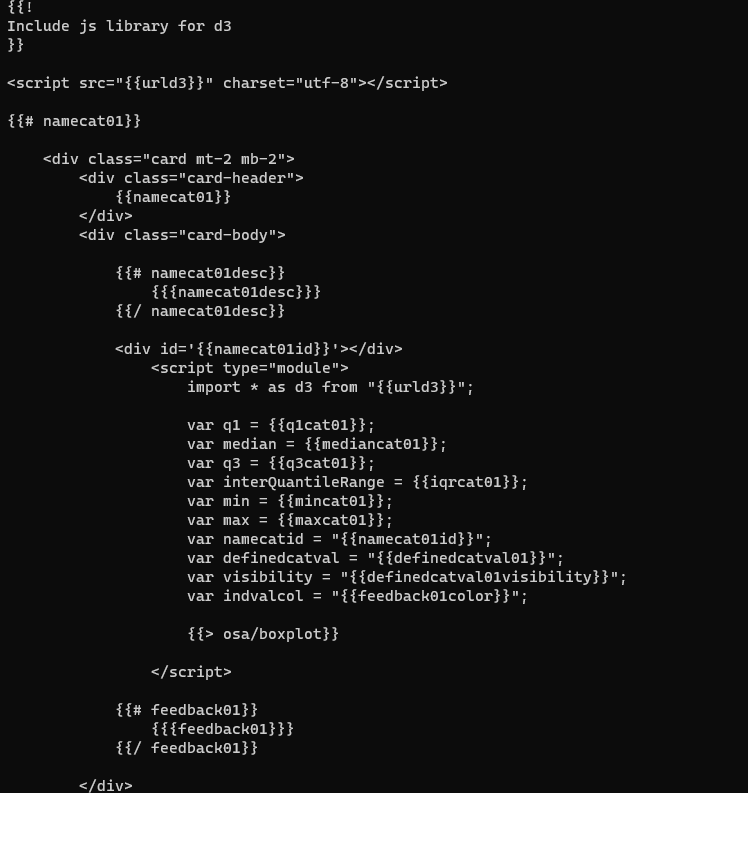 {{!
Include js library for d3
}}
<script src="{{urld3}}" charset="utf-8"></script>
{{# namecat01}}
<div class="card mt-2 mb-2">
<div class="card-header">
{{namecat01}}
</div>
<div class="card-body">
{{# namecat01desc}}
{{{namecat01desc}}}
{{/ namecat01desc}}
<div id='{{namecat01id}}'></div>
<script type="module">
import * as d3 from "{{urld3}}";
var q1 = {{q1cat01}};
var median = {{mediancat01}};
var q3 = {{q3cat01}};
var interQuantileRange = {{iqrcat01}};
var min = {{mincat01}};
var max = {{maxcat01}};
var namecatid = "{{namecat01id}}";
var definedcatval = "{{definedcatval01}}";
var visibility = "{{definedcatval01visibility}}";
var indvalcol = "{{feedback01color}}";
{{> osa/boxplot}}
</script>
{{# feedback01}}
{{{feedback01}}}
{{/ feedback01}}
</div>